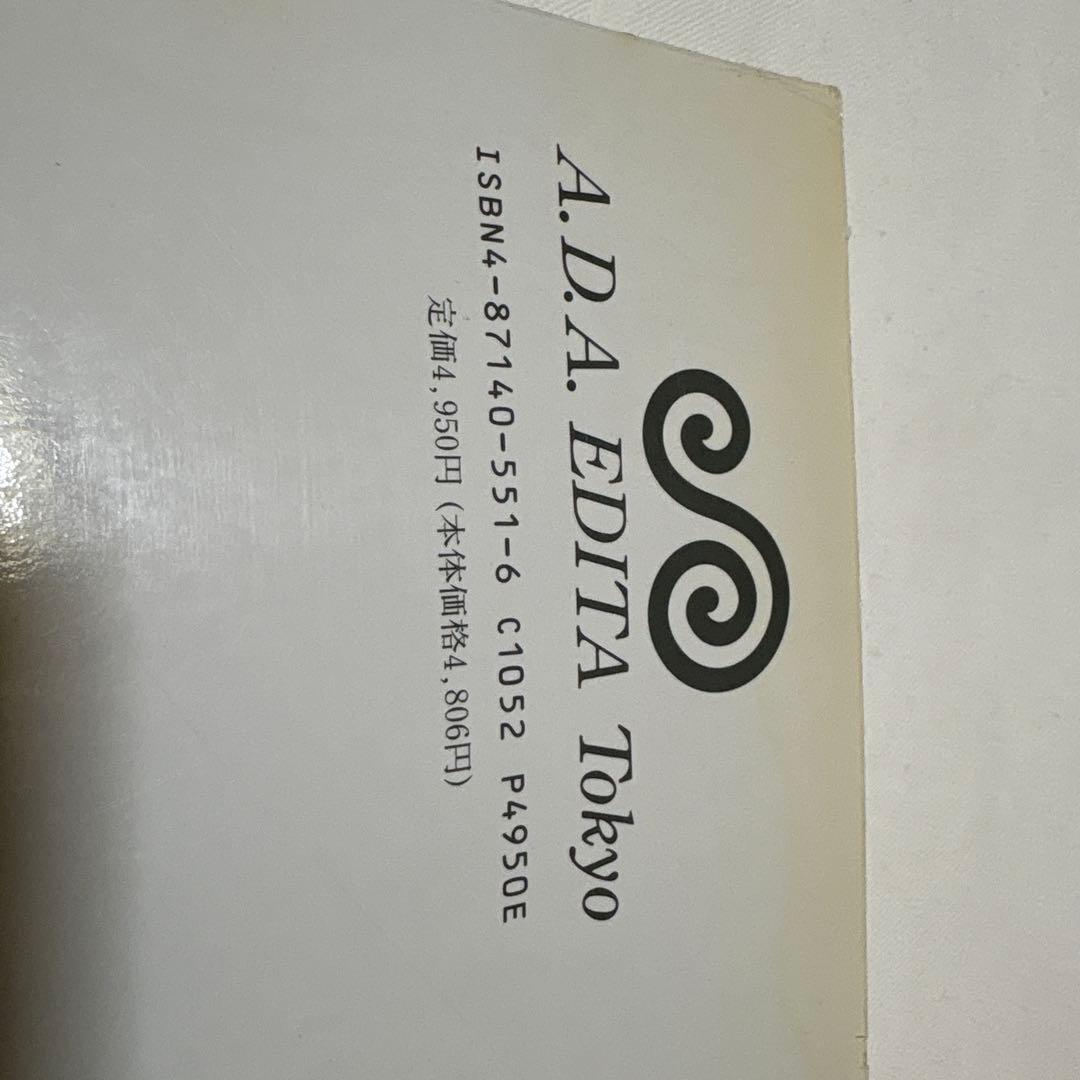 A.D.A. EDITA Tokyo
ISBN4-87140-551-6 C1052 P4950E
定価4,950円(本体価格4,806円)